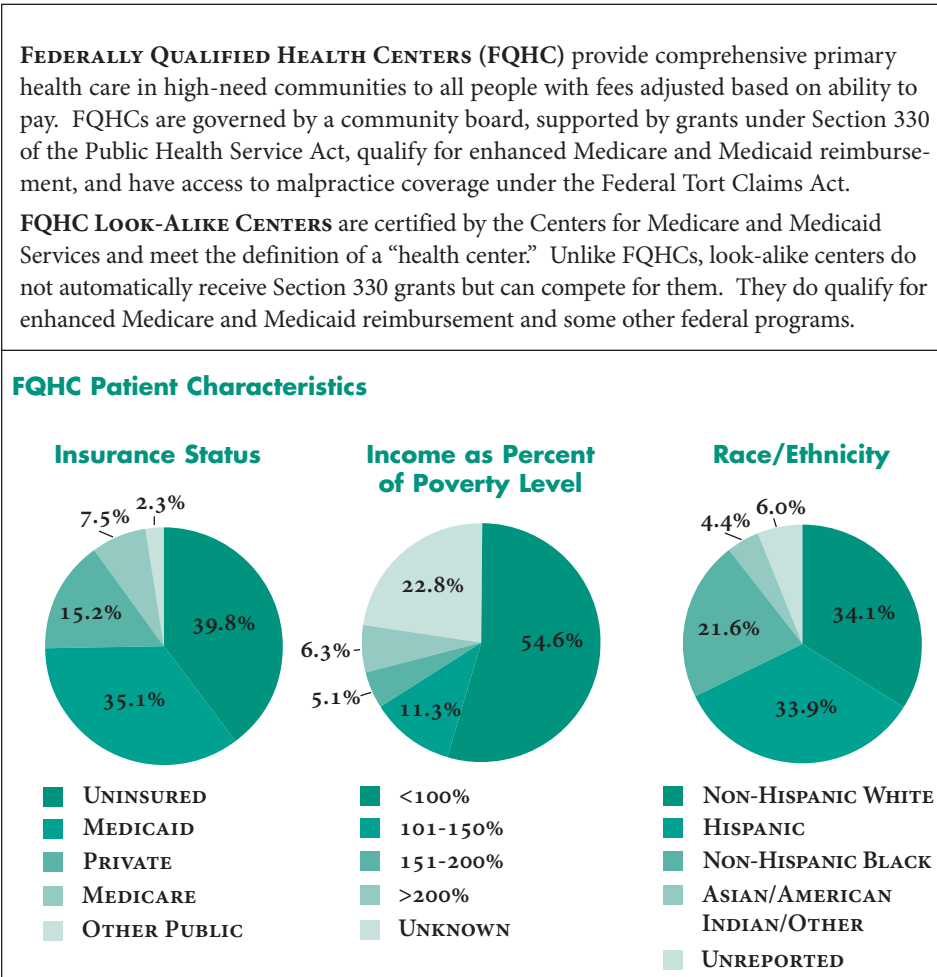 Federally Qualified Health Centers (FQHC) provide comprehensive primary
health care in high-need communities to all people with fees adjusted based on ability to
pay. FQHCs are governed by a community board, supported by grants under Section 330
of the Public Health Service Act, qualify for enhanced Medicare and Medicaid reimburse-
ment, and have access to malpractice coverage under the Federal Tort Claims Act.
FQHC Look-Alike Centers are certified by the Centers for Medicare and Medicaid
Services and meet the definition of a “health center.” Unlike FQHCs, look-alike centers do
not automatically receive Section 330 grants but can compete for them. They do qualify for
enhanced Medicare and Medicaid reimbursement and some other federal programs.
FQHC Patient Characteristics
Insurance Status
2.3%
7.5%
15.2%
39.8%
35.1%
Uninsured
Medicaid
Private
Medicare
Other Public
Income as Percent
of Poverty Level
22.8%
54.6%
6.3%
5.1%
11.3%
<100%
101-150%
151-200%
>200%
Unknown
Race/Ethnicity
6.0%
4.4%
34.1%
21.6%
33.9%
Non-Hispanic White
Hispanic
Non-Hispanic Black
Asian/American
Indian/Other
Unreported